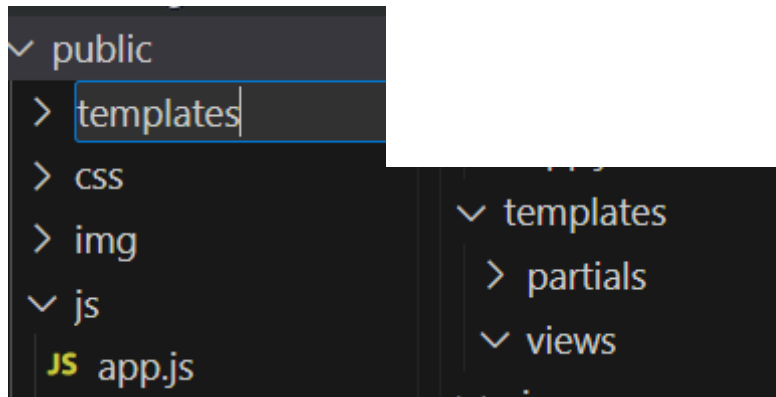 public
templates
css
img
js
JS app.js
templates
partials
views